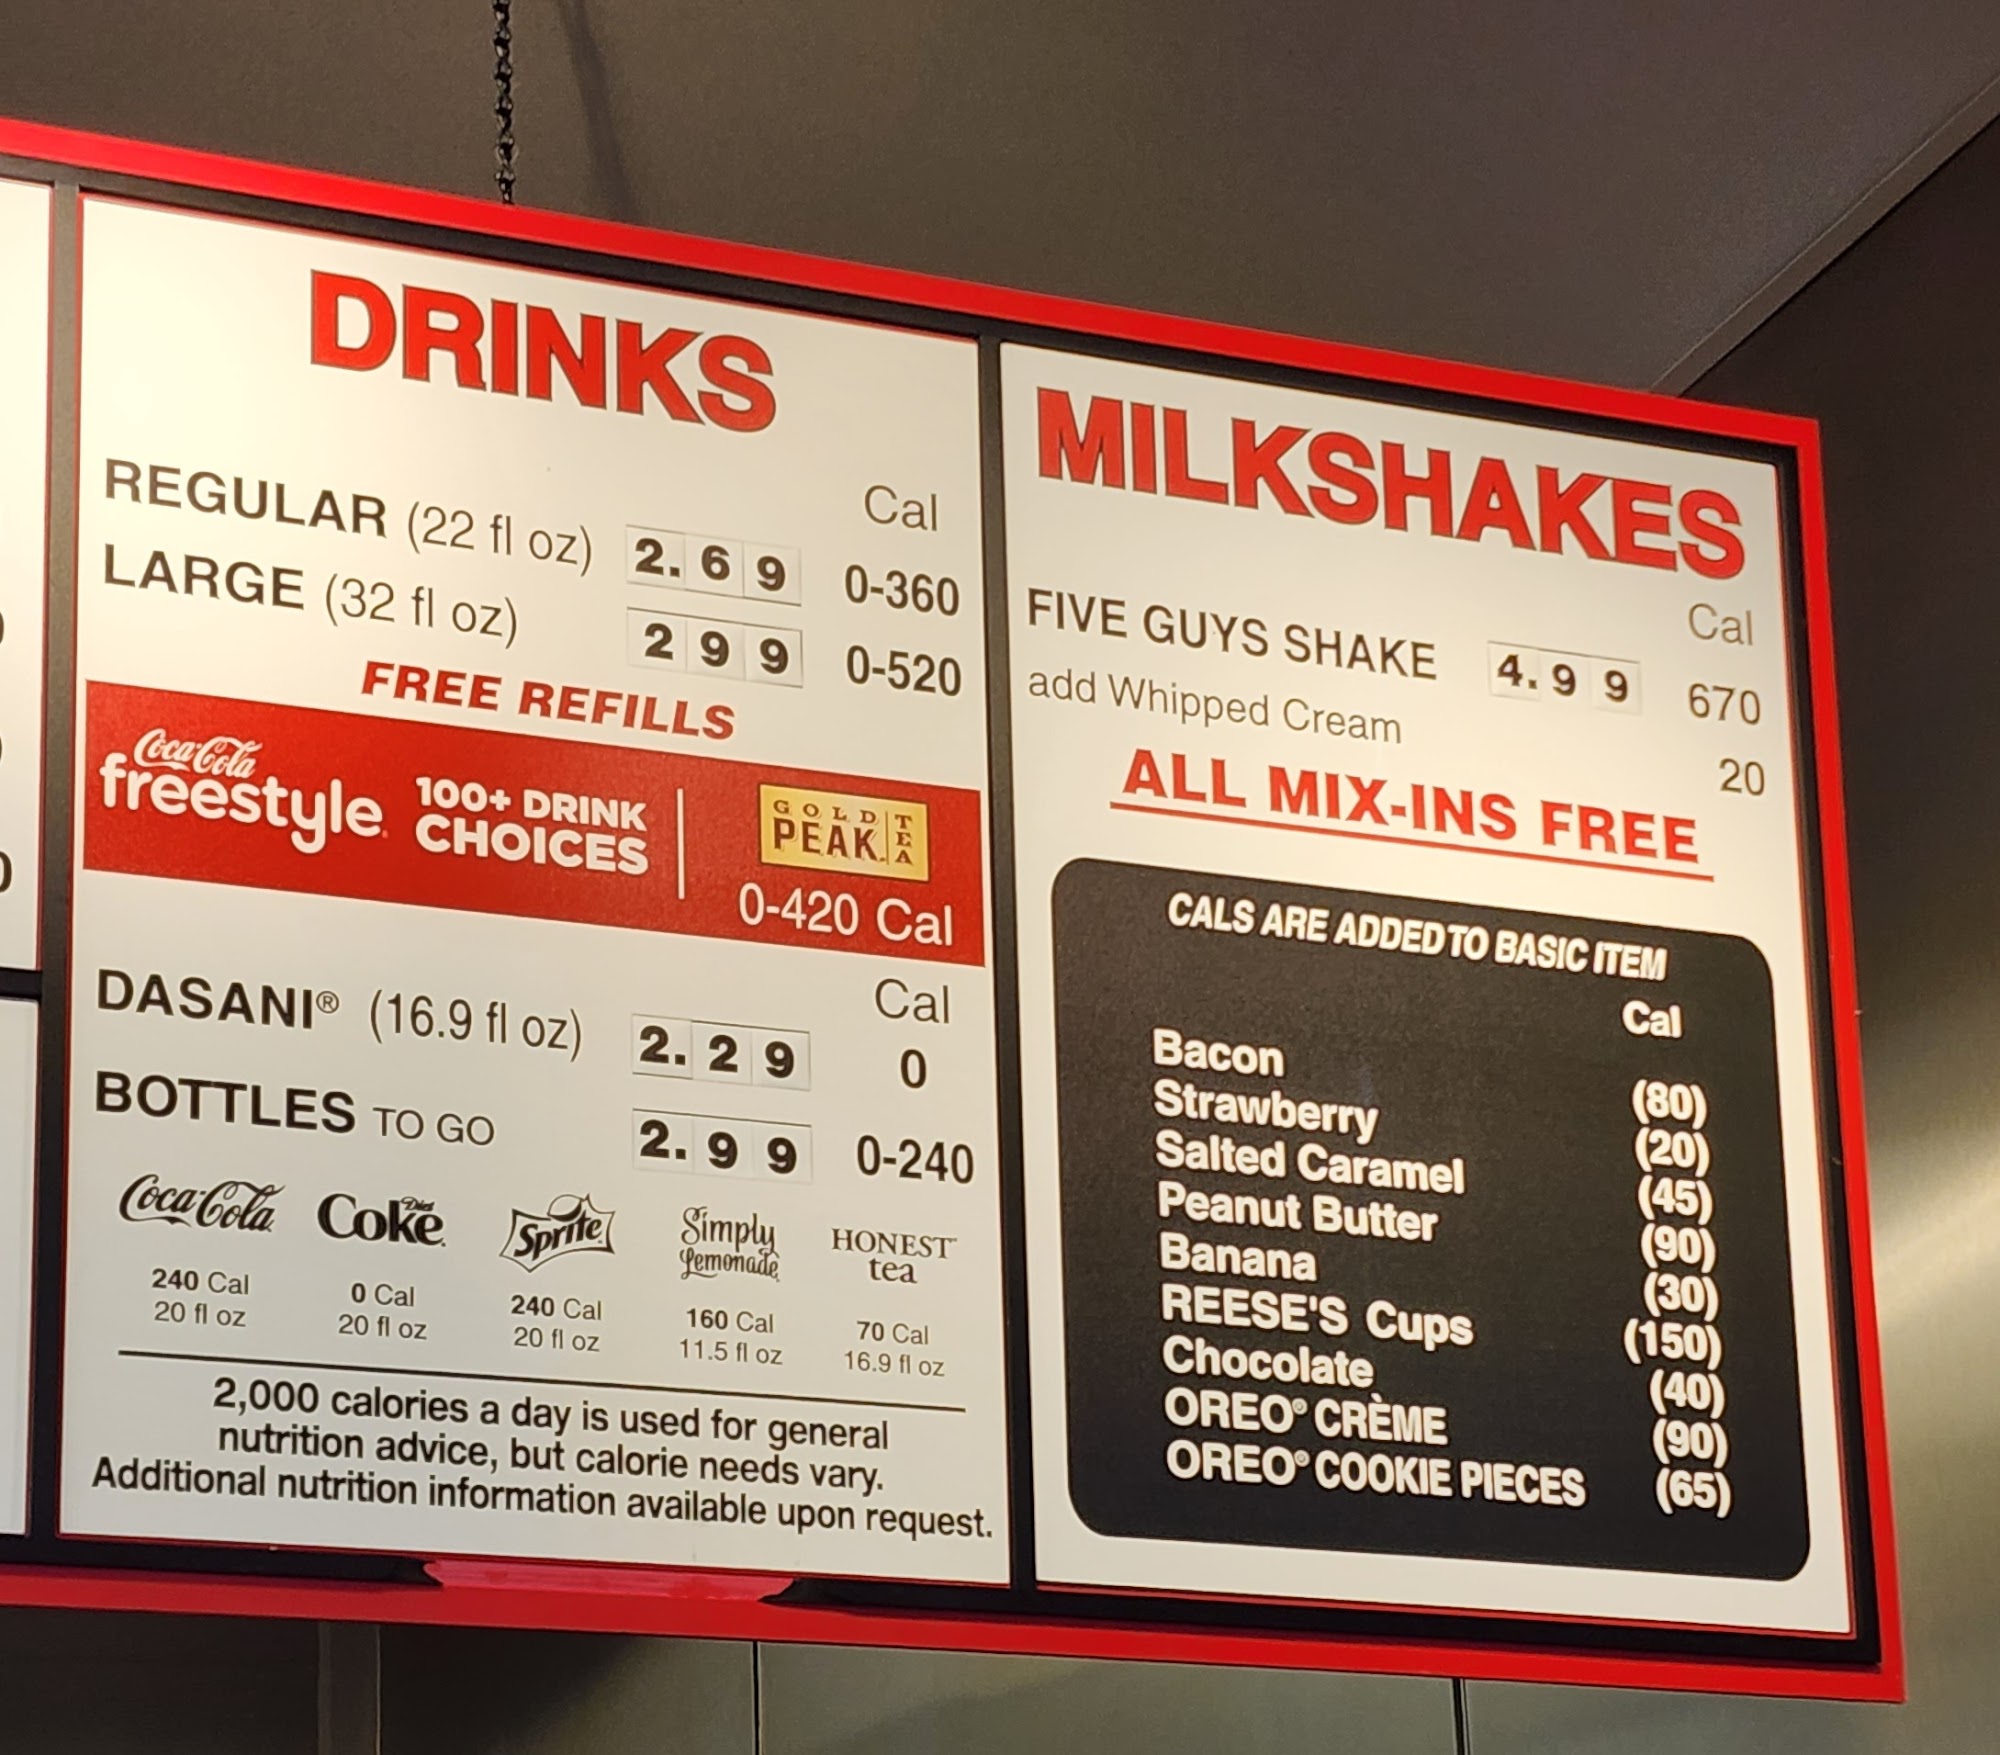 DRINKS
Cal
REGULAR (22 fl oz) 2.69 0-360
LARGE (32 fl oz) 299 0-520
FREE REFILLS
Coca-Cola
freestyle
100+ DRINK
CHOICES
GOLD
PEAK
TEA
0-420 Cal
Cal
DASANI® (16.9 fl oz) 2.29 0
BOTTLES TO GO 2.99 0-240
Coca-Cola
240 Cal
20 fl oz
Diet
Coke
0 Cal
20 fl oz
Sprite
240 Cal
20 fl oz
Simply
Lemonade
160 Cal
11.5 fl oz
HONEST
tea
70 Cal
16.9 fl oz
2,000 calories a day is used for general
nutrition advice, but calorie needs vary.
Additional nutrition information available upon request.
MILKSHAKES
Cal
FIVE GUYS SHAKE 4.99 670
add Whipped Cream 20
ALL MIX-INS FREE
CALS ARE ADDED TO BASIC ITEM
Cal
Bacon (80)
Strawberry (20)
Salted Caramel (45)
Peanut Butter (90)
Banana (30)
REESE'S Cups (150)
Chocolate (40)
OREO® CRÈME (90)
OREO® COOKIE PIECES (65)